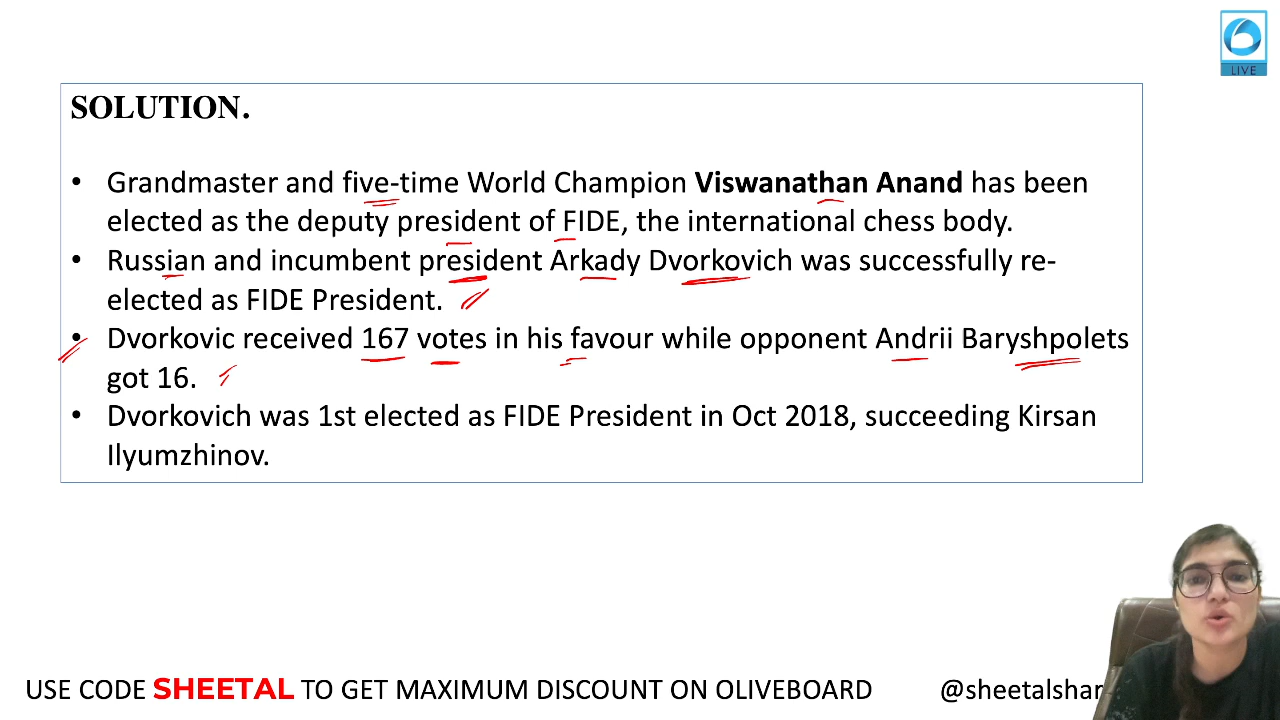 LIVE
SOLUTION.
• Grandmaster and five-time World Champion Viswanathan Anand has been
elected as the deputy president of FIDE, the international chess body.
• Russian and incumbent president Arkady Dvorkovich was successfully re-
elected as FIDE President.
• Dvorkovic received 167 votes in his favour while opponent Andrii Baryshpolets
got 16.
• Dvorkovich was 1st elected as FIDE President in Oct 2018, succeeding Kirsan
Ilyumzhinov.
USE CODE SHEETAL TO GET MAXIMUM DISCOUNT ON OLIVEBOARD @sheetalshar